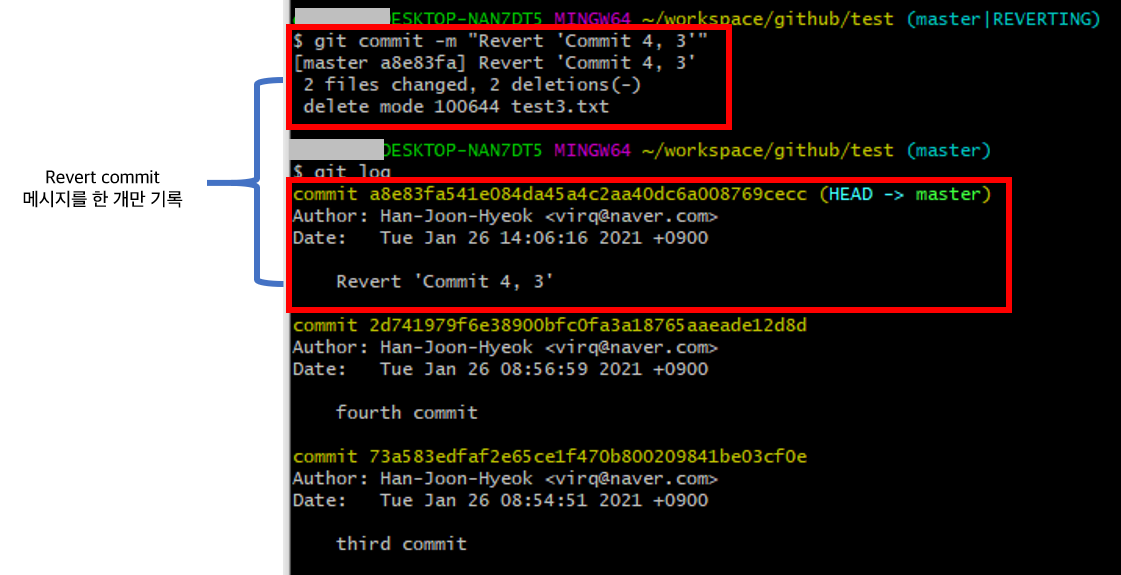 DESKTOP-NAN7DT5 MINGW64 ~/workspace/github/test (master|REVERTING)
$ git commit -m "Revert 'Commit 4, 3'"
[master a8e83fa] Revert 'Commit 4, 3'
 2 files changed, 2 deletions(-)
 delete mode 100644 test3.txt
DESKTOP-NAN7DT5 MINGW64 ~/workspace/github/test (master)
$ git log
Revert commit
메시지를 한 개만 기록
commit a8e83fa541e084da45a4c2aa40dc6a008769cecc (HEAD -> master)
Author: Han-Joon-Hyeok <virq@naver.com>
Date:   Tue Jan 26 14:06:16 2021 +0900
    Revert 'Commit 4, 3'
commit 2d741979f6e38900bfc0fa3a18765aaeade12d8d
Author: Han-Joon-Hyeok <virq@naver.com>
Date:   Tue Jan 26 08:56:59 2021 +0900
    fourth commit
commit 73a583edfaf2e65ce1f470b800209841be03cf0e
Author: Han-Joon-Hyeok <virq@naver.com>
Date:   Tue Jan 26 08:54:51 2021 +0900
    third commit